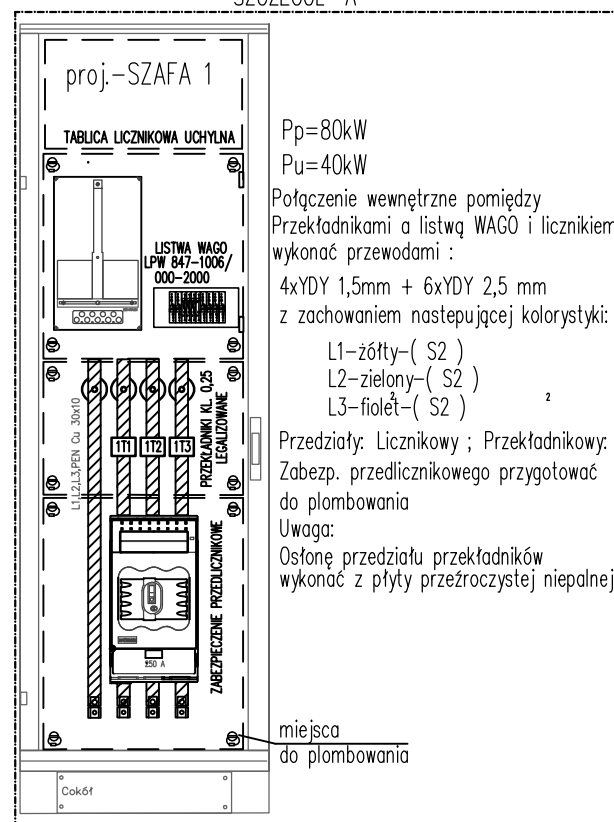 SZCZEGÓŁ "A"
proj.-SZAFA 1
TABLICA LICZNIKOWA UCHYLNA
LISTWA WAGO
LPW 847-1006/
000-2000
L1,L2,L3,PEN Cu 30x10
1T1 1T2 1T3
PRZEKŁADNIKI KL. 0,25
LEGALIZOWANE
ZABEZPIECZENIE PRZEDLICZNIKOWE
250 A
Cokół
Pp=80kW
Pu=40kW
Połączenie wewnętrzne pomiędzy
Przekładnikami a listwą WAGO i licznikiem
wykonać przewodami :
4xYDY 1,5mm + 6xYDY 2,5 mm
z zachowaniem nastepującej kolorystyki:
L1-żółty-( S2 )
L2-zielony-( S2 )
L3-fiolet-( S2 )
2 2
Przedziały: Licznikowy ; Przekładnikowy:
Zabezp. przedlicznikowego przygotować
do plombowania
Uwaga:
Osłonę przedziału przekładników
wykonać z płyty przeźroczystej niepalnej
miejsca
do plombowania